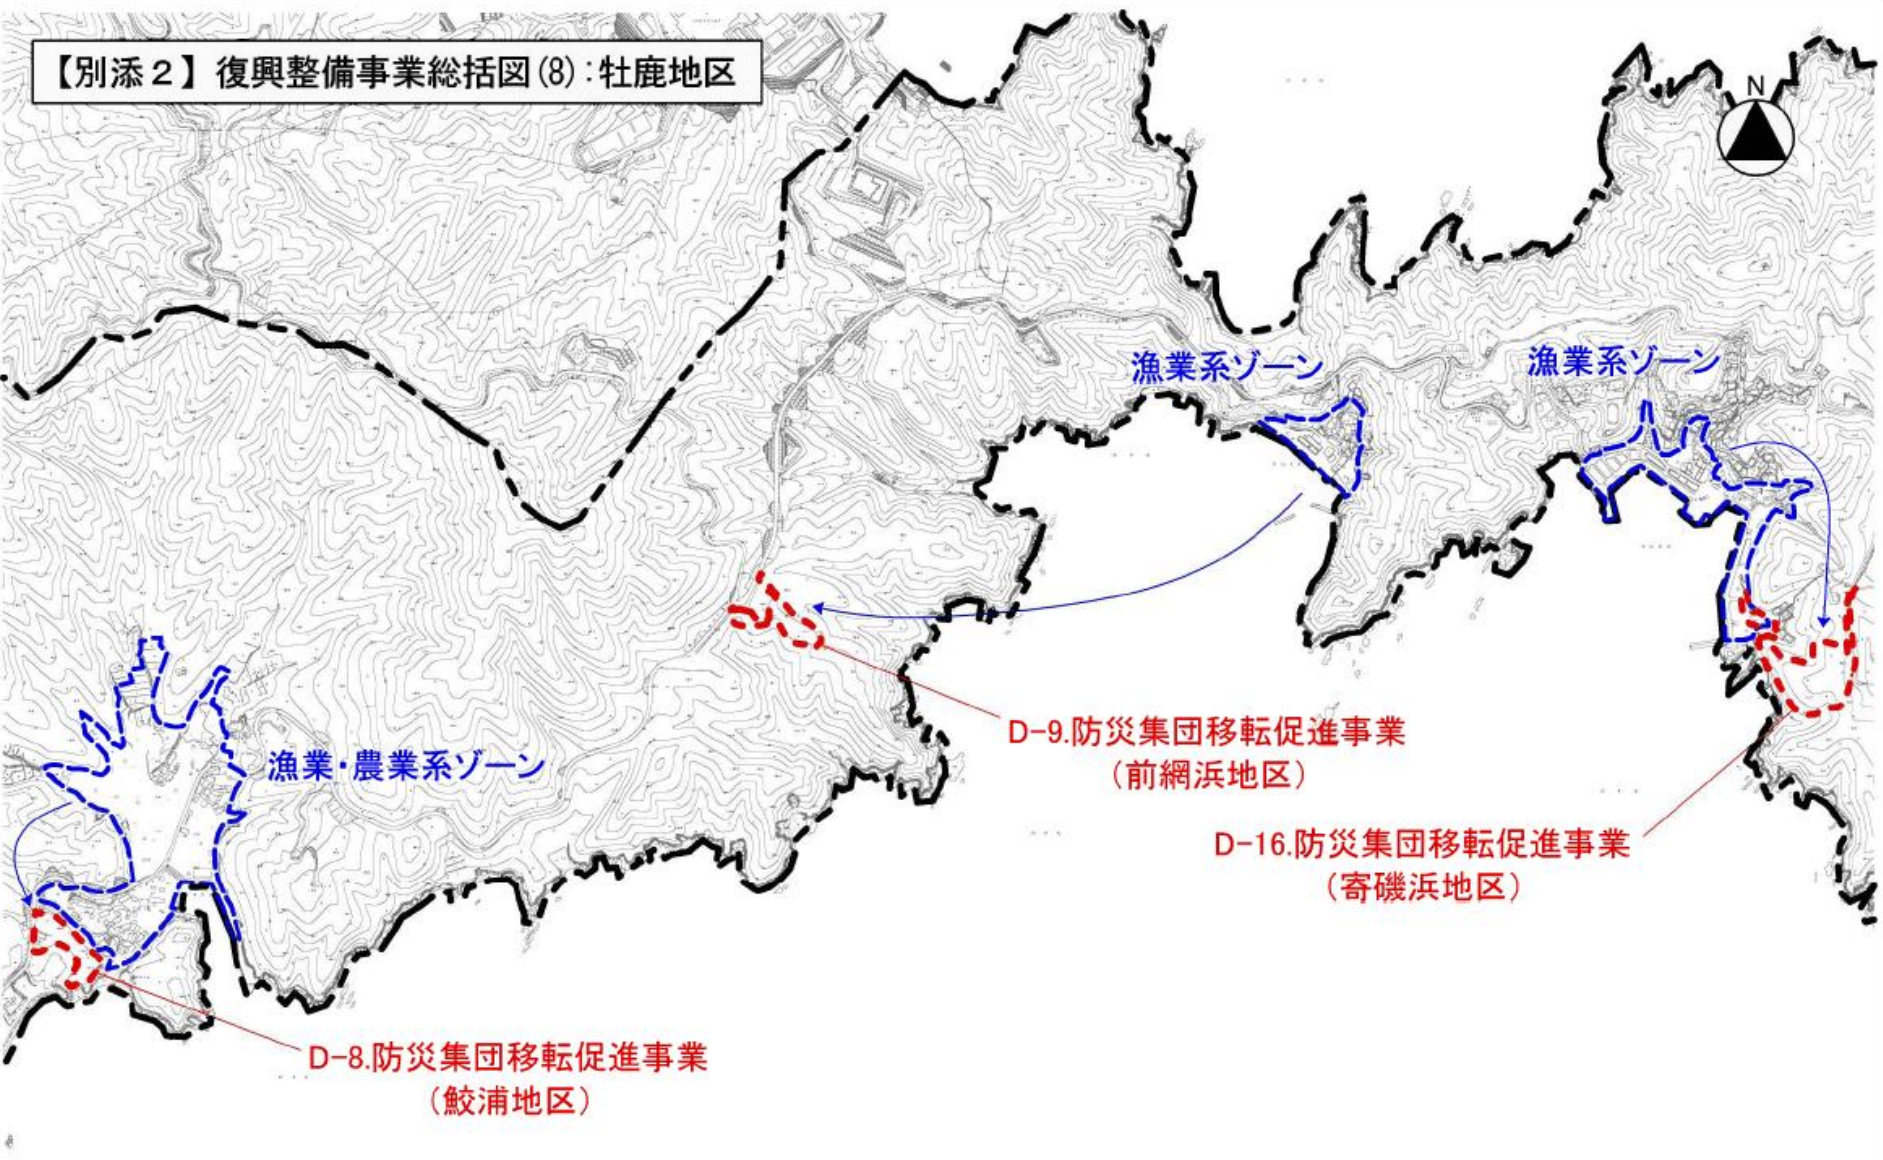 【別添２】復興整備事業総括図(8):牡鹿地区
N
漁業系ゾーン
漁業系ゾーン
漁業・農業系ゾーン
D-9.防災集団移転促進事業
(前網浜地区)
D-16.防災集団移転促進事業
(寄磯浜地区)
D-8.防災集団移転促進事業
(鮫浦地区)